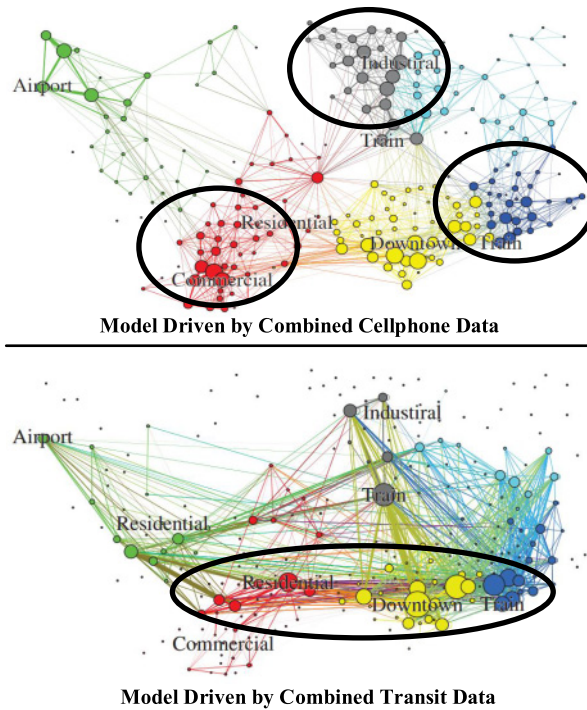 Airport
Industiral
Train
Residential
Downtown
Train
Commercial
Model Driven by Combined Cellphone Data
Industiral
Airport
Train
Residential
Residential
Downtown
Train
Commercial
Model Driven by Combined Transit Data